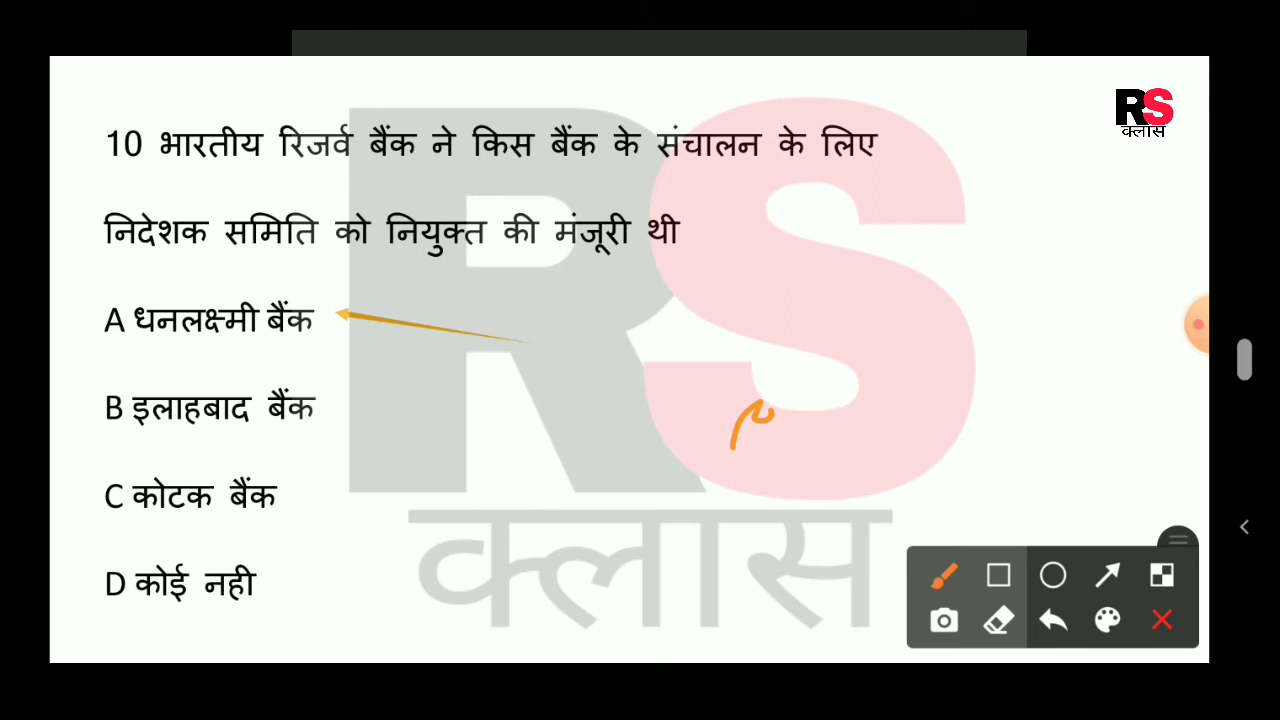 RS
क्लास
10 भारतीय रिजर्व बैंक ने किस बैंक के संचालन के लिए
निदेशक समिति को नियुक्त की मंजूरी थी
A धनलक्ष्मी बैंक
B इलाहबाद बैंक
C कोटक बैंक
D कोई नही
RS
क्लास